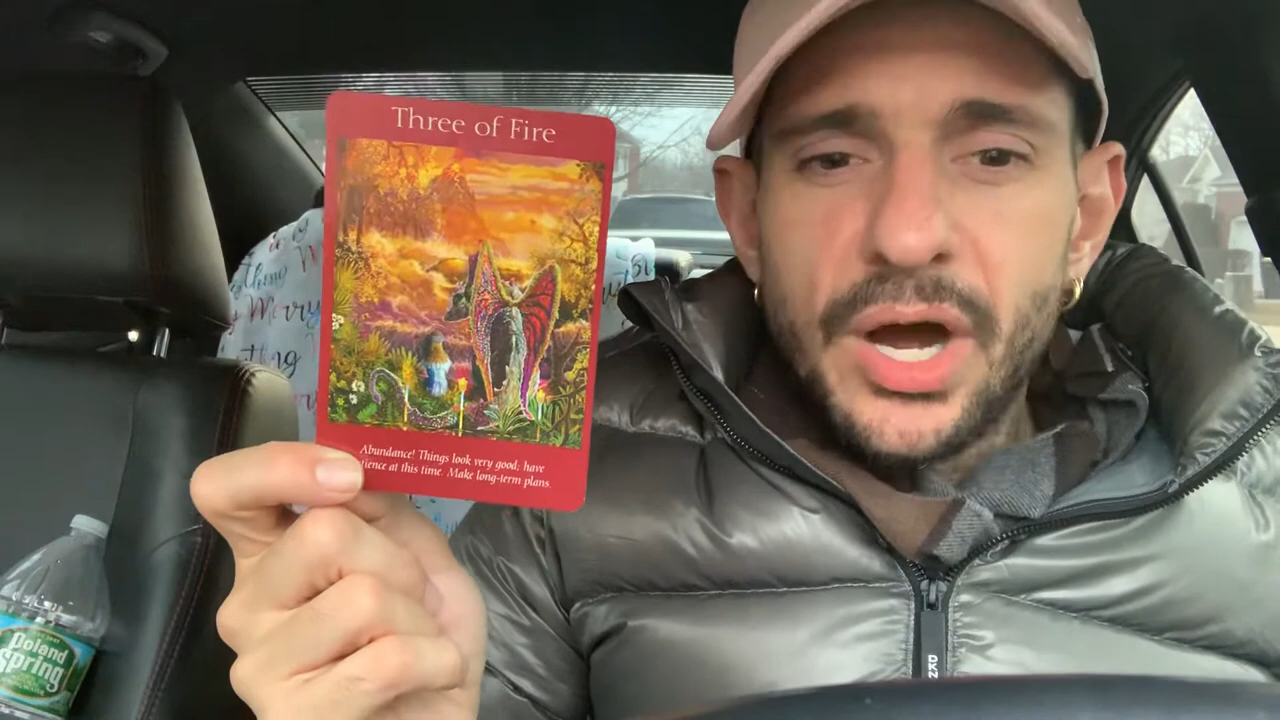 Three of Fire
Abundance! Things look very good; have
at this time. Make long-term plans.
Merry
Poland
Spring
DKNY